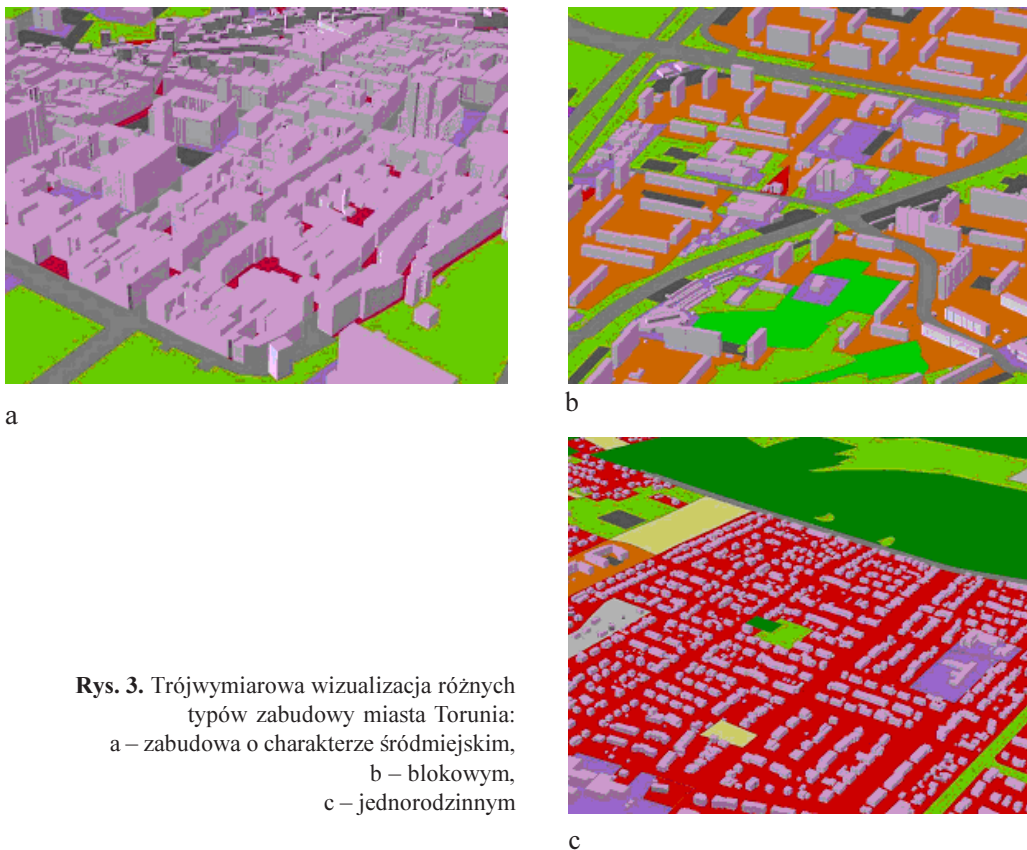 a
b
Rys. 3. Trójwymiarowa wizualizacja różnych
typów zabudowy miasta Torunia:
a – zabudowa o charakterze śródmiejskim,
b – blokowym,
c – jednorodzinnym
c